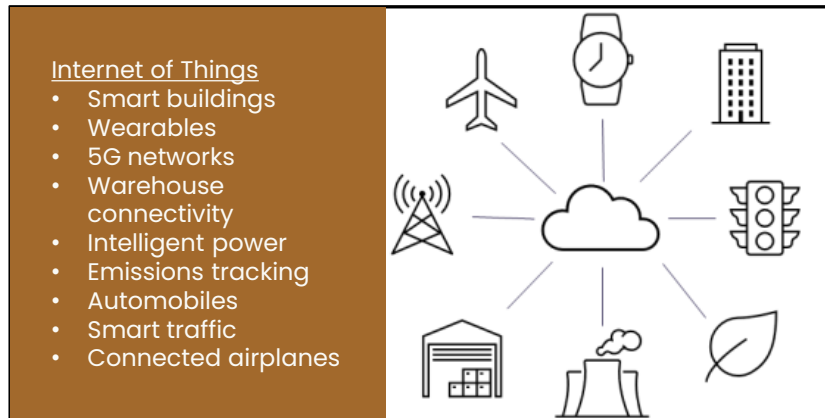 Internet of Things
• Smart buildings
• Wearables
• 5G networks
• Warehouse
connectivity
• Intelligent power
• Emissions tracking
• Automobiles
• Smart traffic
• Connected airplanes